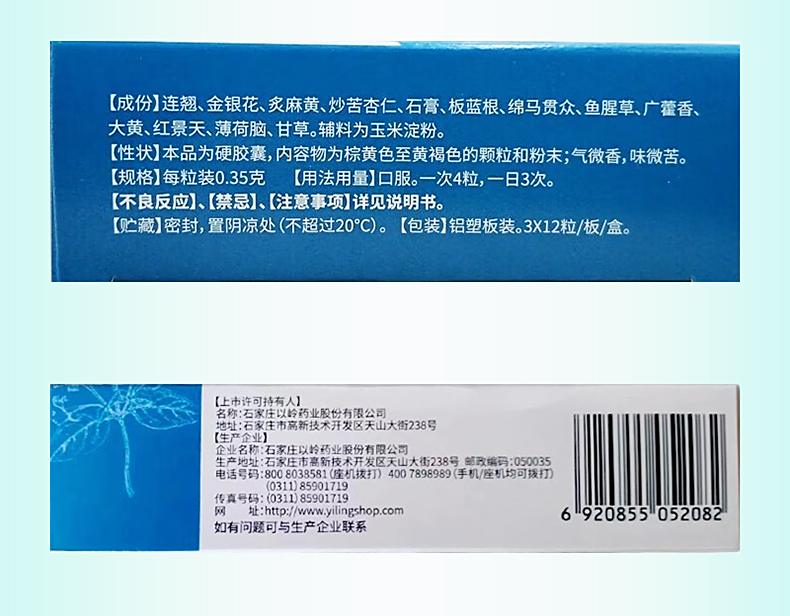 【成份】连翘、金银花、炙麻黄、炒苦杏仁、石膏、板蓝根、绵马贯众、鱼腥草、广藿香、
大黄、红景天、薄荷脑、甘草。辅料为玉米淀粉。
【性状】本品为硬胶囊，内容物为棕黄色至黄褐色的颗粒和粉末；气微香，味微苦。
【规格】每粒装0.35克 【用法用量】口服。一次4粒，一日3次。
【不良反应】、【禁忌】、【注意事项】详见说明书。
【贮藏】密封，置阴凉处（不超过20°C）。 【包装】铝塑板装。3X12粒/板/盒。
【上市许可持有人】
名称：石家庄以岭药业股份有限公司
地址：石家庄市高新技术开发区天山大街238号
【生产企业】
企业名称：石家庄以岭药业股份有限公司
生产地址：石家庄市高新技术开发区天山大街238号 邮政编码：050035
电话号码：800 8038581（座机拨打） 400 7898989（手机/座机均可拨打）
（0311）85901719
传真号码：（0311）85901719
网 址：http://www.yilingshop.com
如有问题可与生产企业联系
6 920855 052082